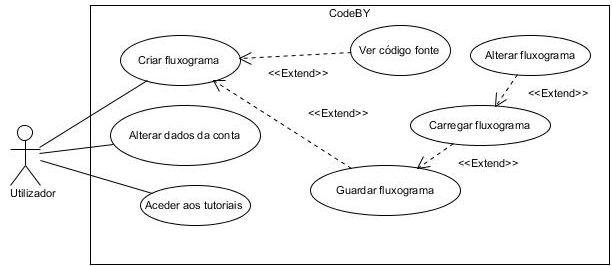 CodeBY
Criar fluxograma
Ver código fonte
Alterar fluxograma
<<Extend>>
<<Extend>>
<<Extend>>
Alterar dados da conta
Carregar fluxograma
<<Extend>>
Utilizador
Guardar fluxograma
Aceder aos tutoriais